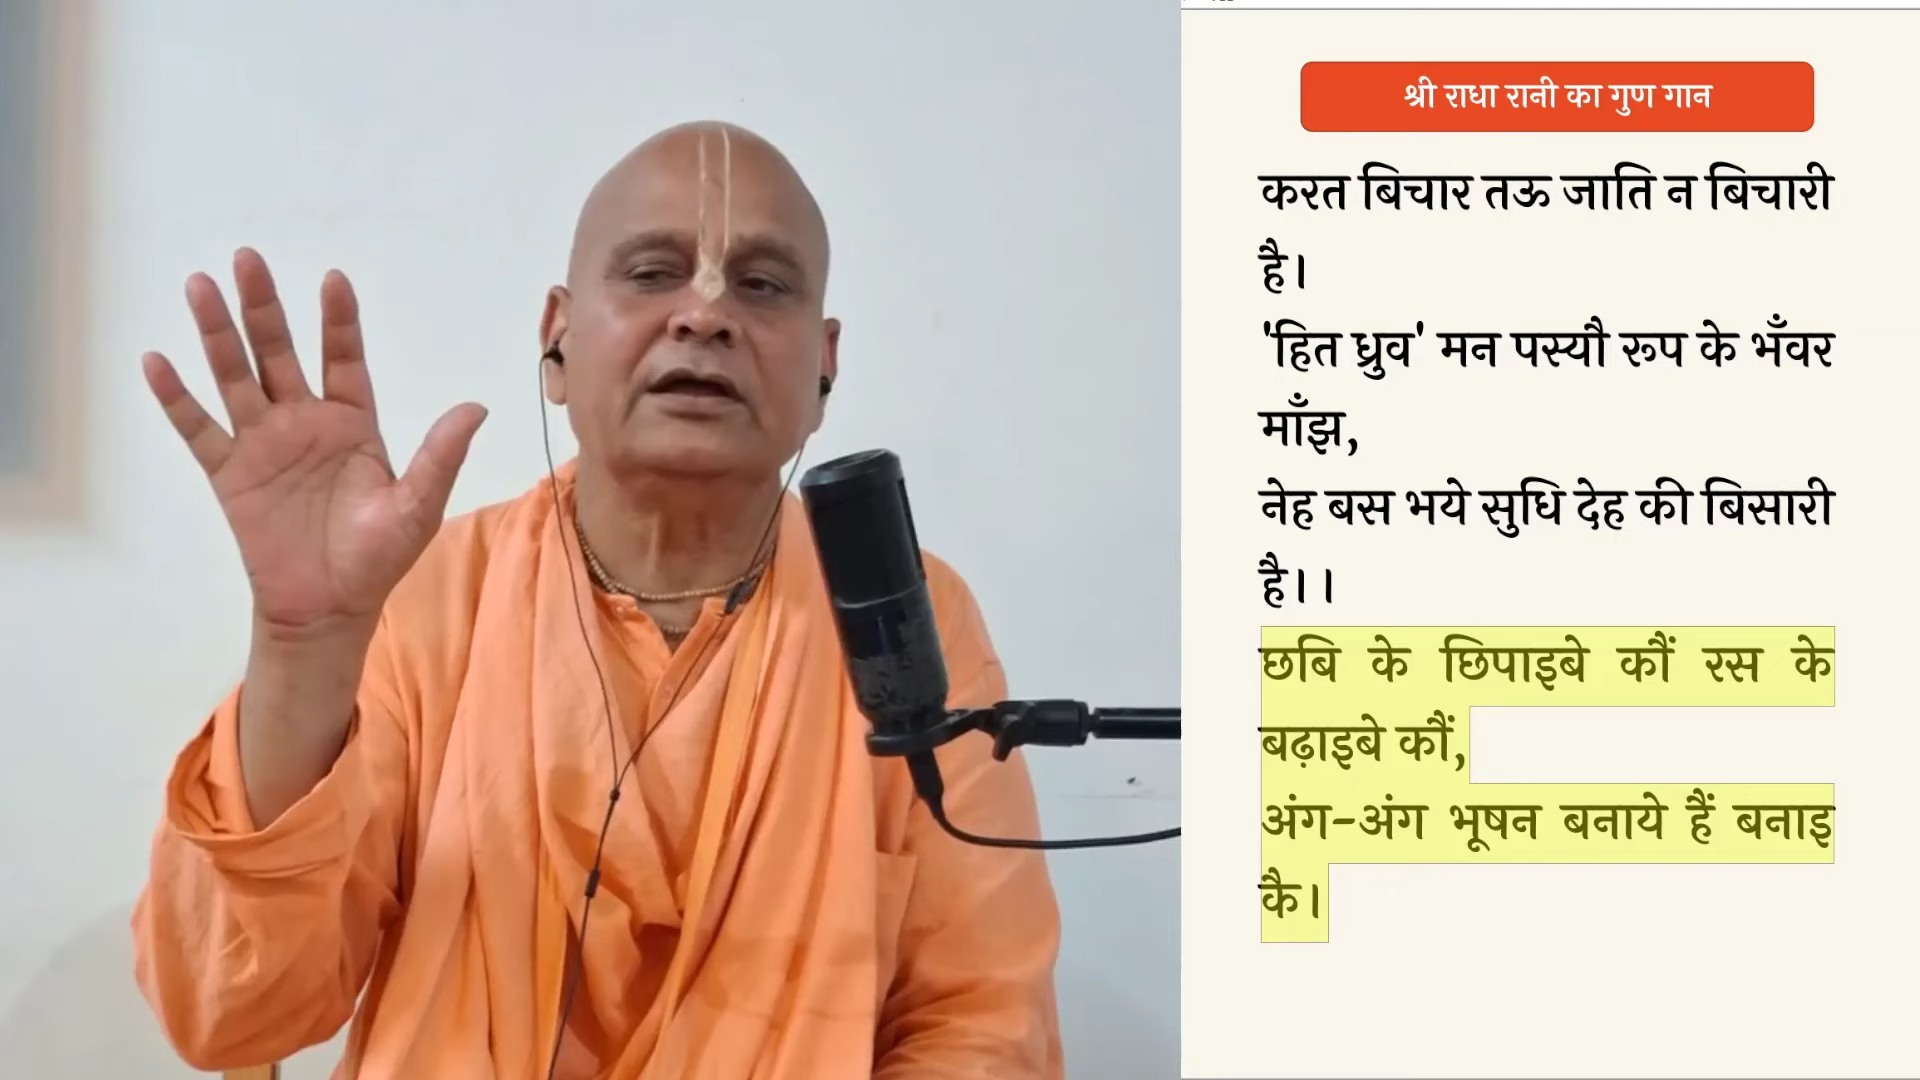 श्री राधा रानी का गुण गान
करत बिचार तऊ जाति न बिचारी
है।
'हित ध्रुव' मन पस्यौ रूप के भँवर
माँझ,
नेह बस भये सुधि देह की बिसारी
है।।
छबि के छिपाइबे कौं रस के
बढ़ाइबे कौं,
अंग-अंग भूषन बनाये हैं बनाइ
कै।